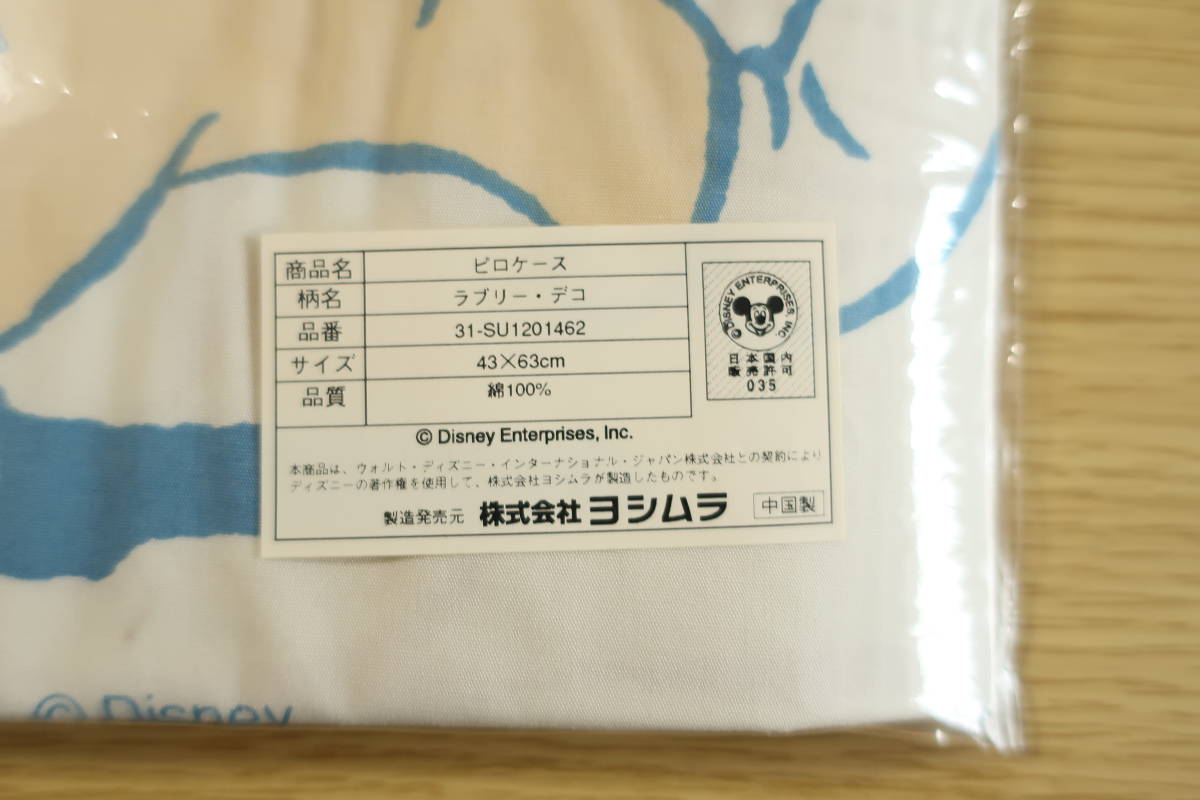 商品名 ピロケース
柄名 ラブリー・デコ
品番 31-SU1201462
サイズ 43×63cm
品質 綿100%
©DISNEY ENTERPRISES, INC
日本国内
販売許可
035
© Disney Enterprises, Inc.
本商品は、ウォルト・ディズニー・インターナショナル・ジャパン株式会社との契約により
ディズニーの著作権を使用して、株式会社ヨシムラが製造したものです。
製造発売元 株式会社ヨシムラ 中国製
© Disney